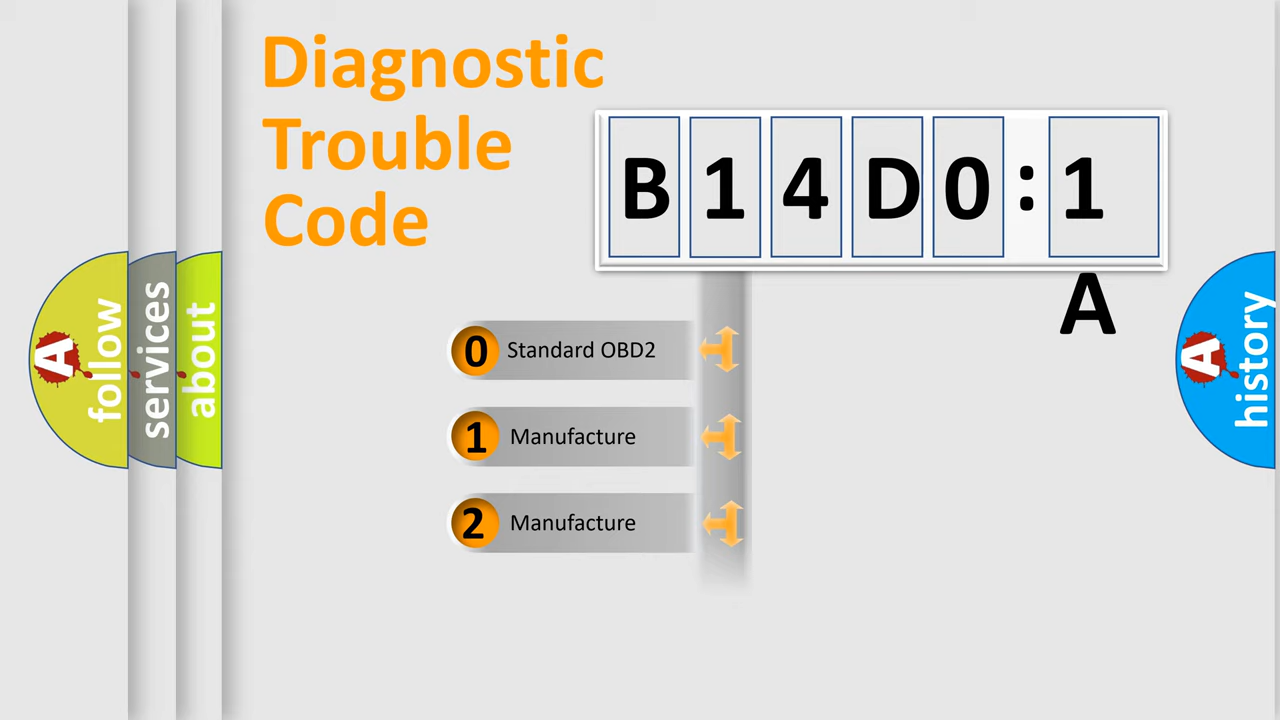 Diagnostic
Trouble
Code
B14D0:1
A
0 Standard OBD2
1 Manufacture
2 Manufacture
A follow
services
about
A history